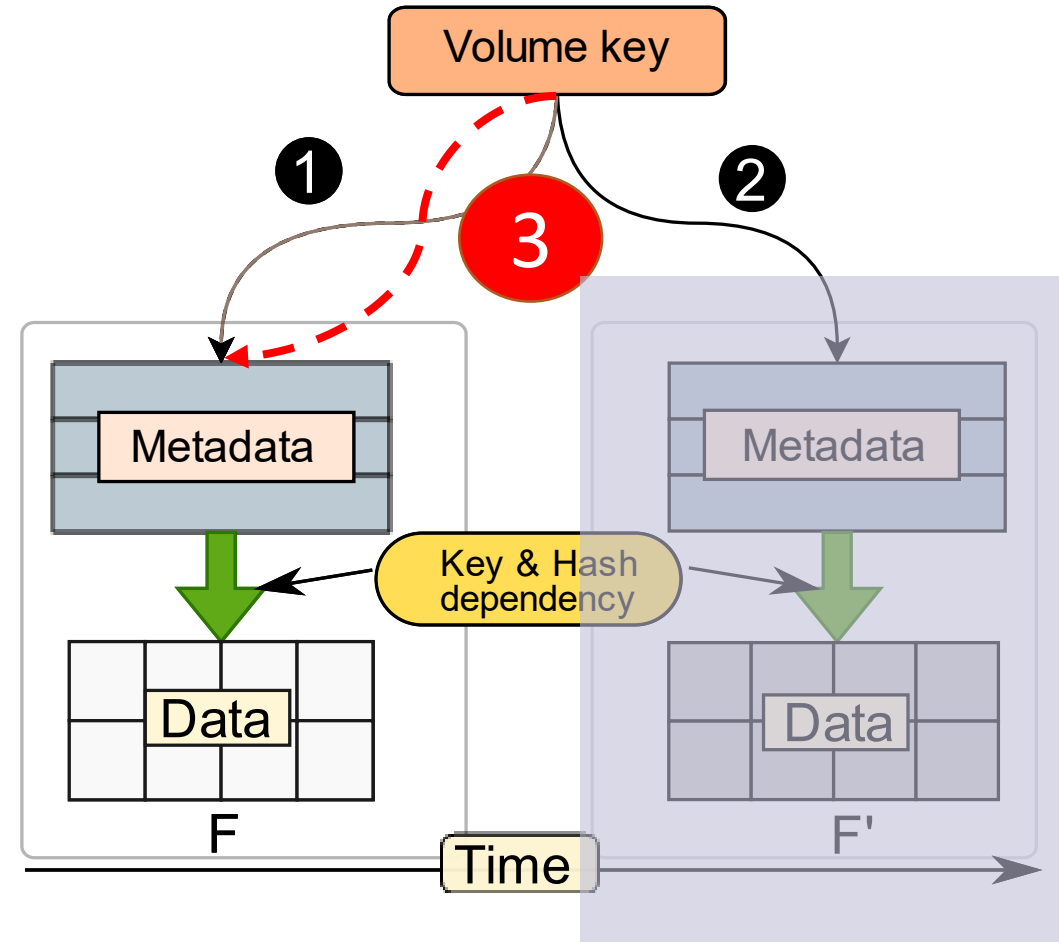 Volume key
1
2
3
Metadata
Metadata
Key & Hash
dependency
Data
Data
F
F'
Time